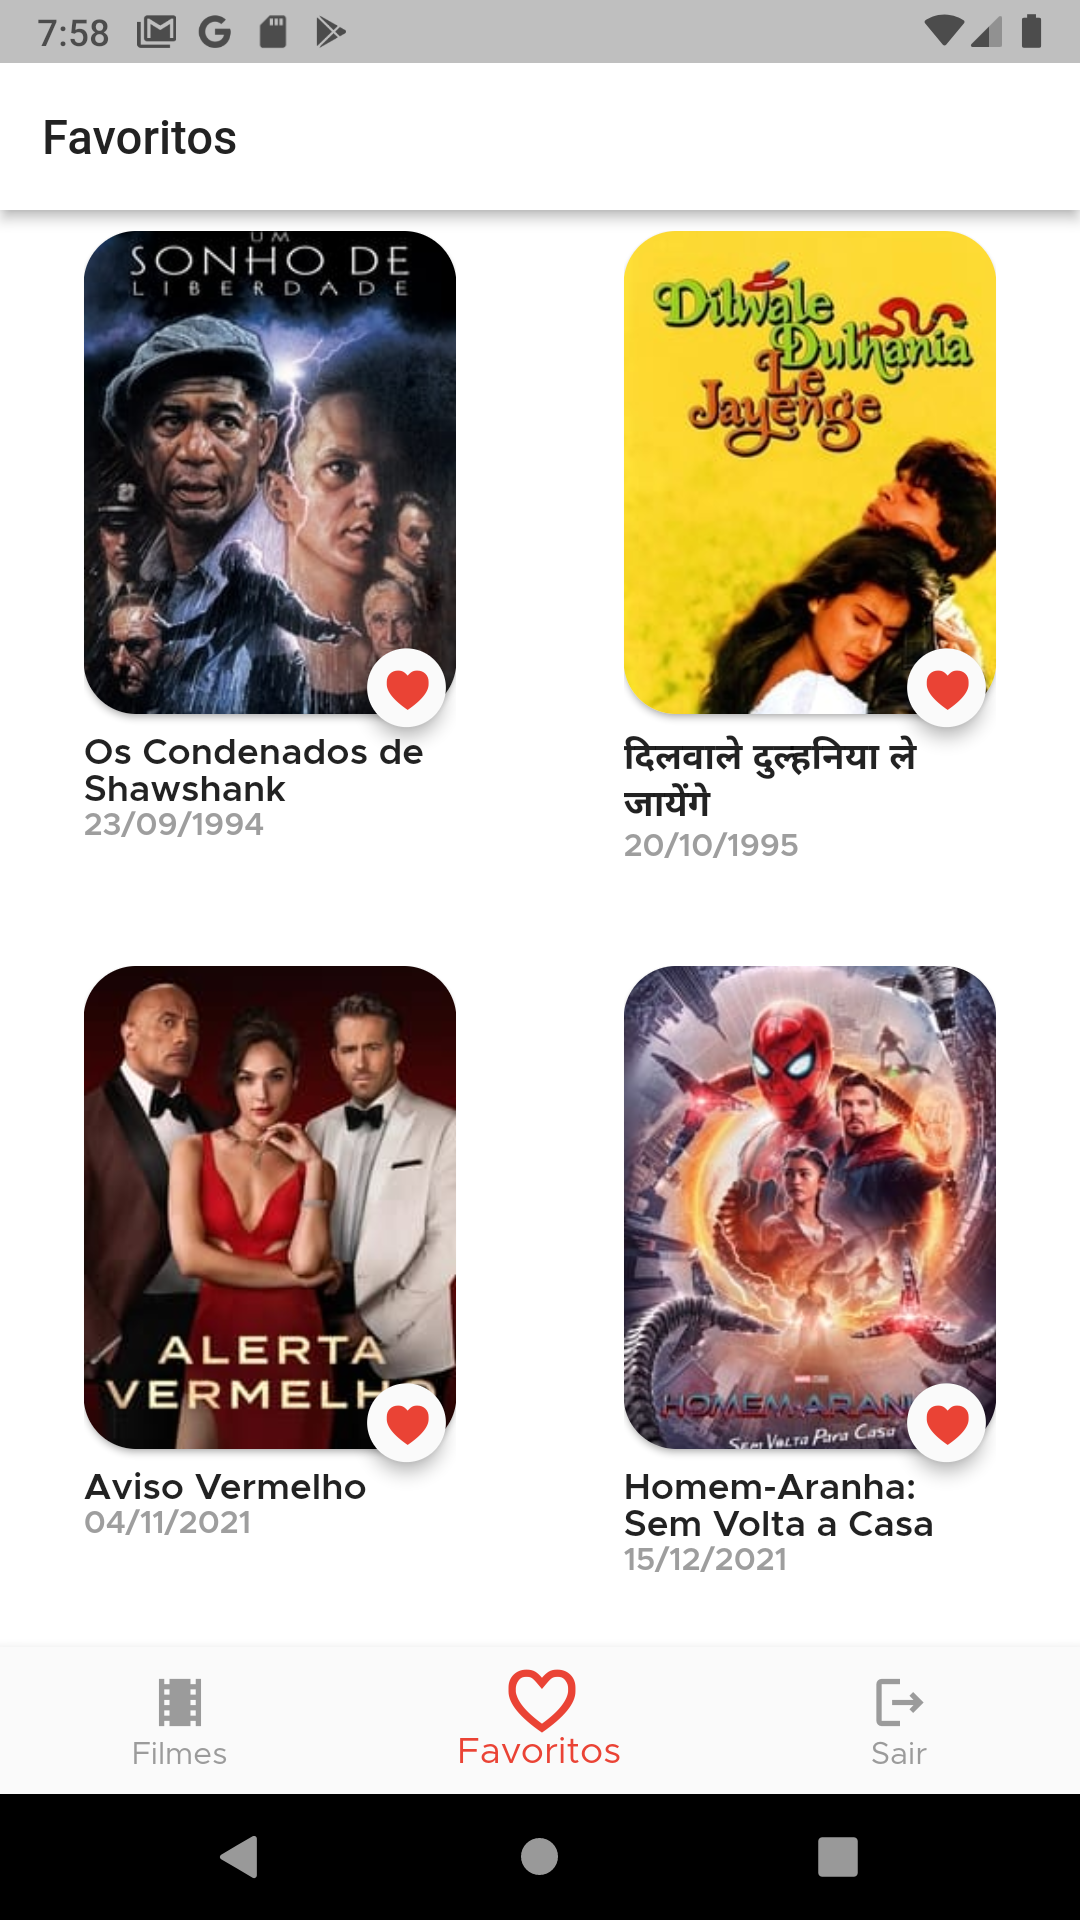 7:58
Favoritos
UM
SONHO DE
LIBERDADE
Dilwale
Dulhania
Le
Jayenge
Os Condenados de
Shawshank
23/09/1994
दिलवाले दुल्हनिया ले
जायेंगे
20/10/1995
ALERTA
VERMELHO
HOMEM-ARAN
Sem Volta Para Casa
Aviso Vermelho
04/11/2021
Homem-Aranha:
Sem Volta a Casa
15/12/2021
Filmes
Favoritos
Sair